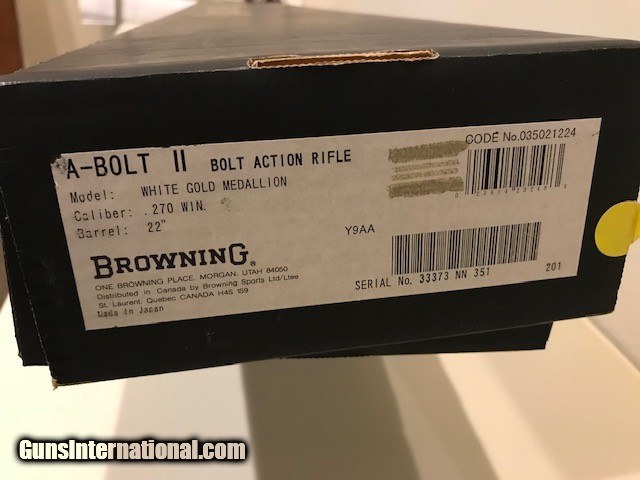 CODE No.035021224
A-BOLT II BOLT ACTION RIFLE
Model: WHITE GOLD MEDALLION
Caliber: .270 WIN.
Barrel: 22"
Y9AA
BROWNING®
ONE BROWNING PLACE, MORGAN, UTAH 84050
Distributed in Canada by Browning Sports Ltd/Ltee
St. Laurent, Quebec CANADA H4S 1S9
Made in Japan
SERIAL No. 33373 NN 351
201
GunsInternational.com